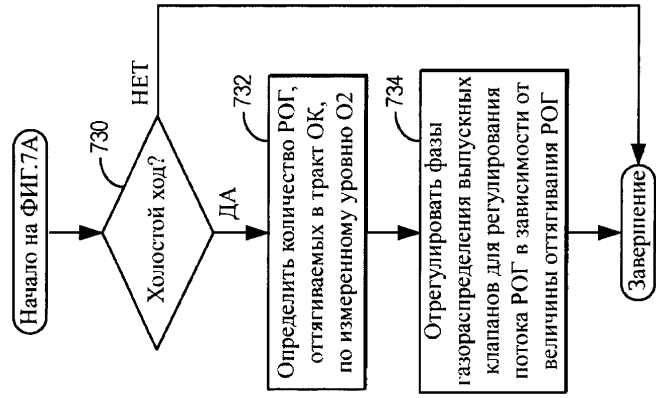 Начало на ФИГ.7А
730
Холостой ход?
НЕТ
ДА
732
Определить количество РОГ,
оттягиваемых в тракт ОК,
по измеренному уровню О2
734
Отрегулировать фазы
газораспределения выпускных
клапанов для регулирования
потока РОГ в зависимости от
величины оттягивания РОГ
Завершение